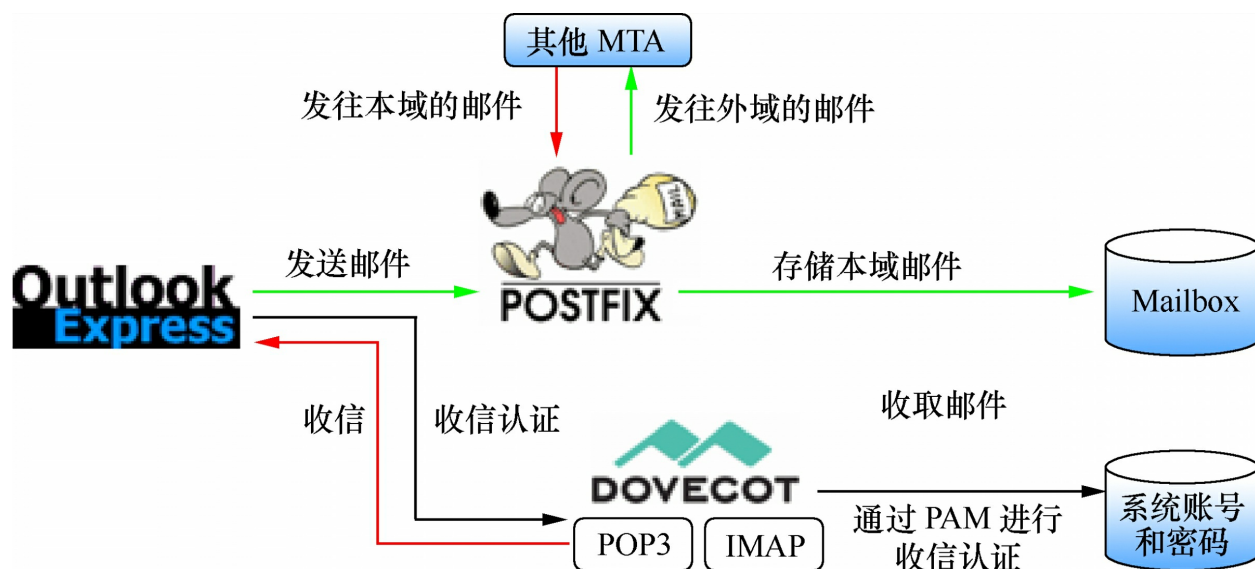 其他 MTA
发往本域的邮件
发往外域的邮件
MAIL
发送邮件
POSTFIX
存储本域邮件
Mailbox
Outlook
Express
收信
收信认证
收取邮件
DOVECOT
POP3
IMAP
通过 PAM 进行
收信认证
系统账号
和密码